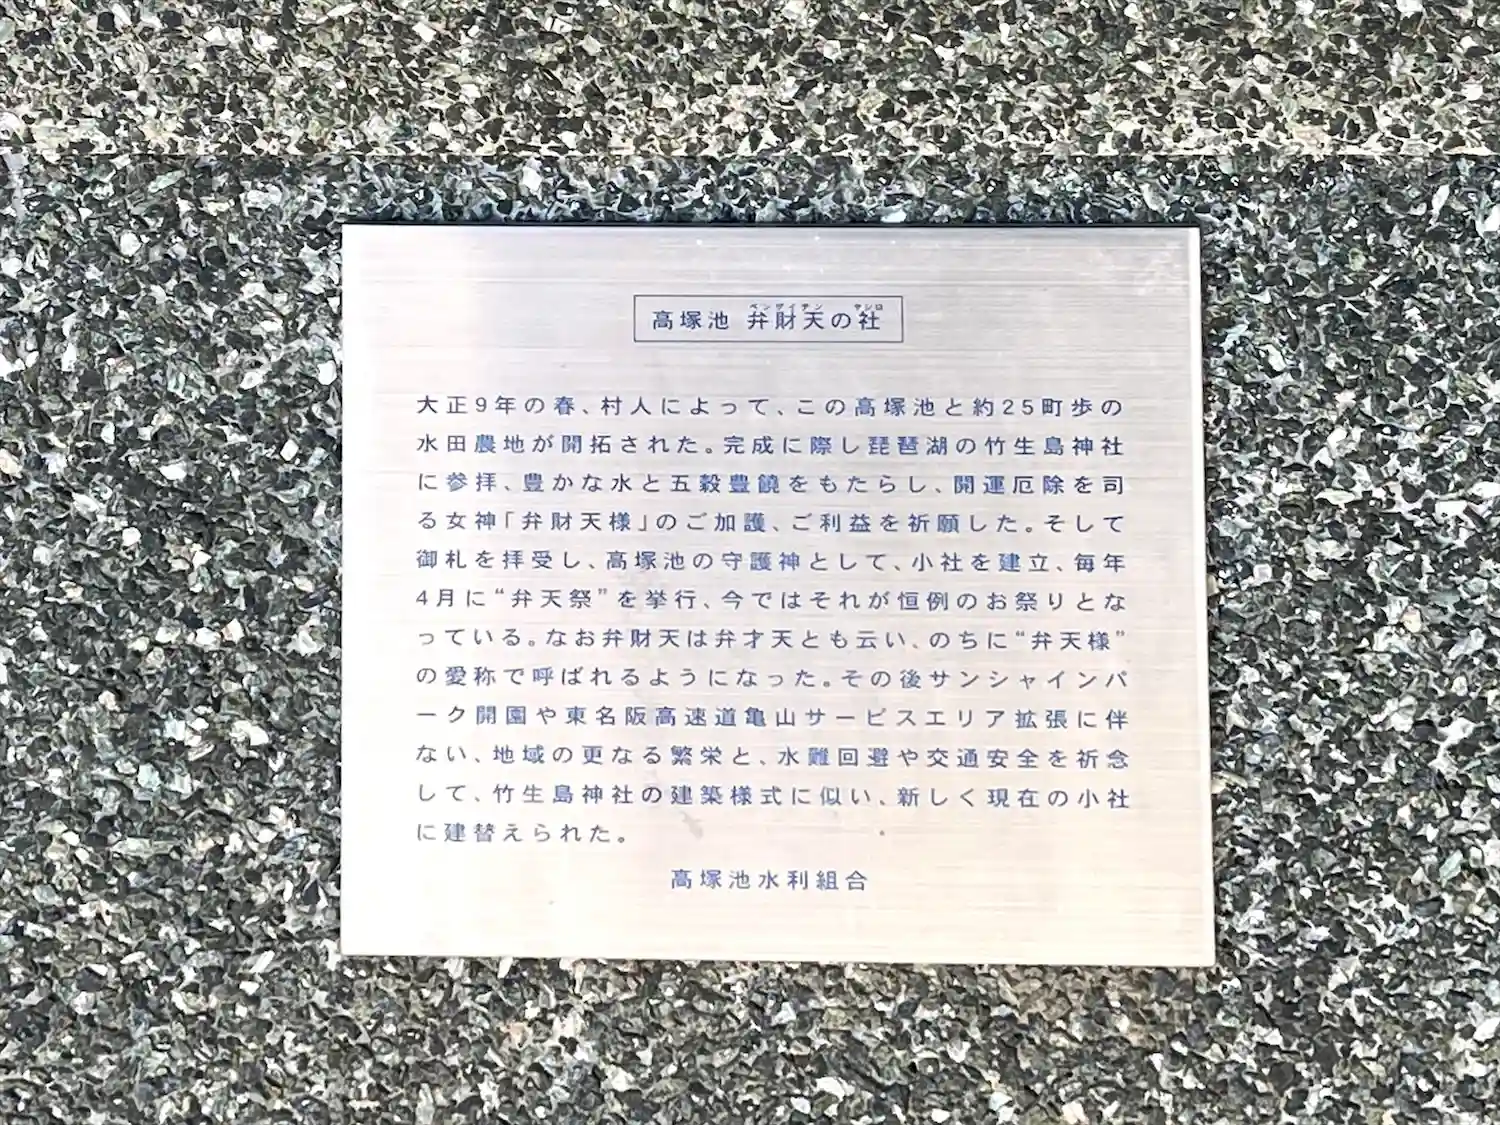 高塚池 弁財天の社
大正9年の春、村人によって、この高塚池と約25町歩の
水田農地が開拓された。完成に際し琵琶湖の竹生島神社
に参拝、豊かな水と五穀豊饒をもたらし、開運厄除を司
る女神「弁財天様」のご加護、ご利益を祈願した。そして
御札を拝受し、高塚池の守護神として、小社を建立、毎年
4月に“弁天祭”を挙行、今ではそれが恒例のお祭りとな
っている。なお弁財天は弁才天とも云い、のちに“弁天様”
の愛称で呼ばれるようになった。その後サンシャインパ
ーク開園や東名阪高速道亀山サービスエリア拡張に伴
ない、地域の更なる繁栄と、水難回避や交通安全を祈念
して、竹生島神社の建築様式に似い、新しく現在の小社
に建替えられた。
高塚池水利組合